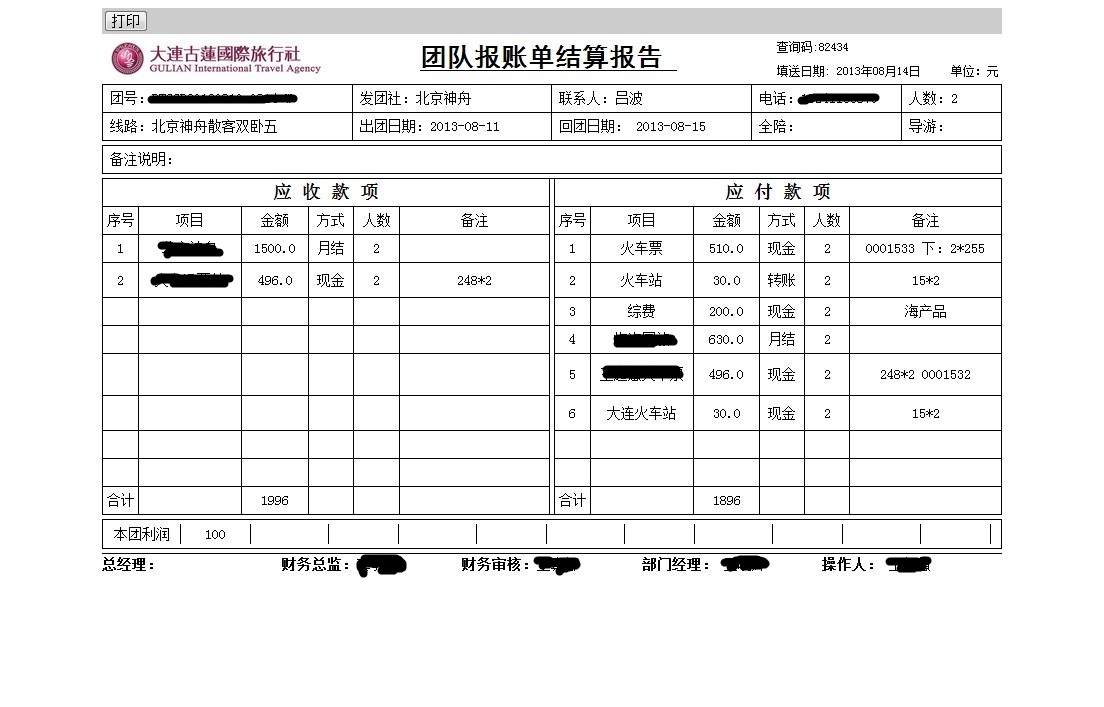 打印
大連古蓮國際旅行社
GULIAN International Travel Agency
团队报账单结算报告
查询码:82434
填送日期: 2013年08月14日 单位: 元
团号: 发团社: 北京神舟 联系人: 吕波 电话: 人数: 2
线路: 北京神舟散客双卧五 出团日期: 2013-08-11 回团日期: 2013-08-15 全陪: 导游:
备注说明:
应 收 款 项 应 付 款 项
序号 项目 金额 方式 人数 备注 序号 项目 金额 方式 人数 备注
1 1500.0 月结 2 1 火车票 510.0 现金 2 0001533 下: 2*255
2 496.0 现金 2 248*2 2 火车站 30.0 转账 2 15*2
3 综费 200.0 现金 2 海产品
4 630.0 月结 2
5 496.0 现金 2 248*2 0001532
6 大连火车站 30.0 现金 2 15*2
合计 1996 合计 1896
本团利润 100
总经理: 财务总监: 财务审核: 部门经理: 操作人: